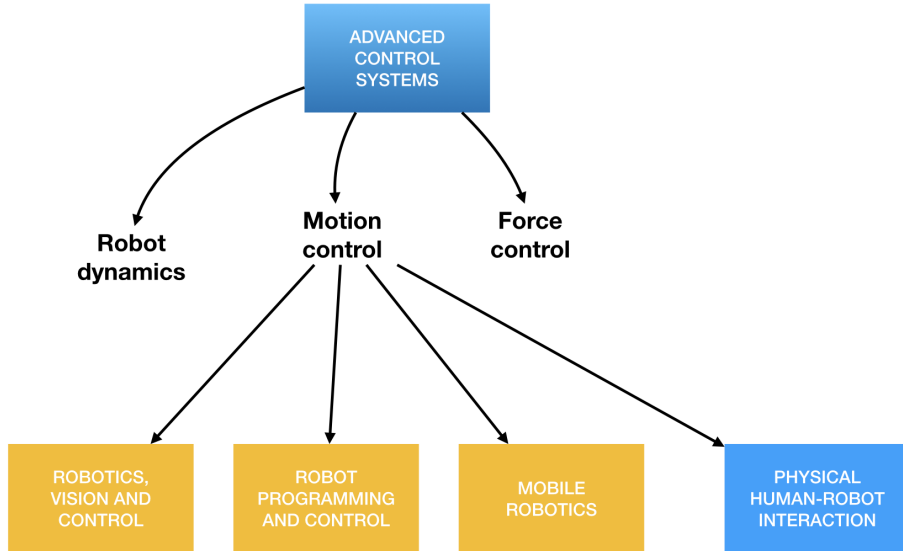 ADVANCED
CONTROL
SYSTEMS
Robot
dynamics
Motion
control
Force
control
ROBOTICS,
VISION AND
CONTROL
ROBOT
PROGRAMMING
AND CONTROL
MOBILE
ROBOTICS
PHYSICAL
HUMAN-ROBOT
INTERACTION